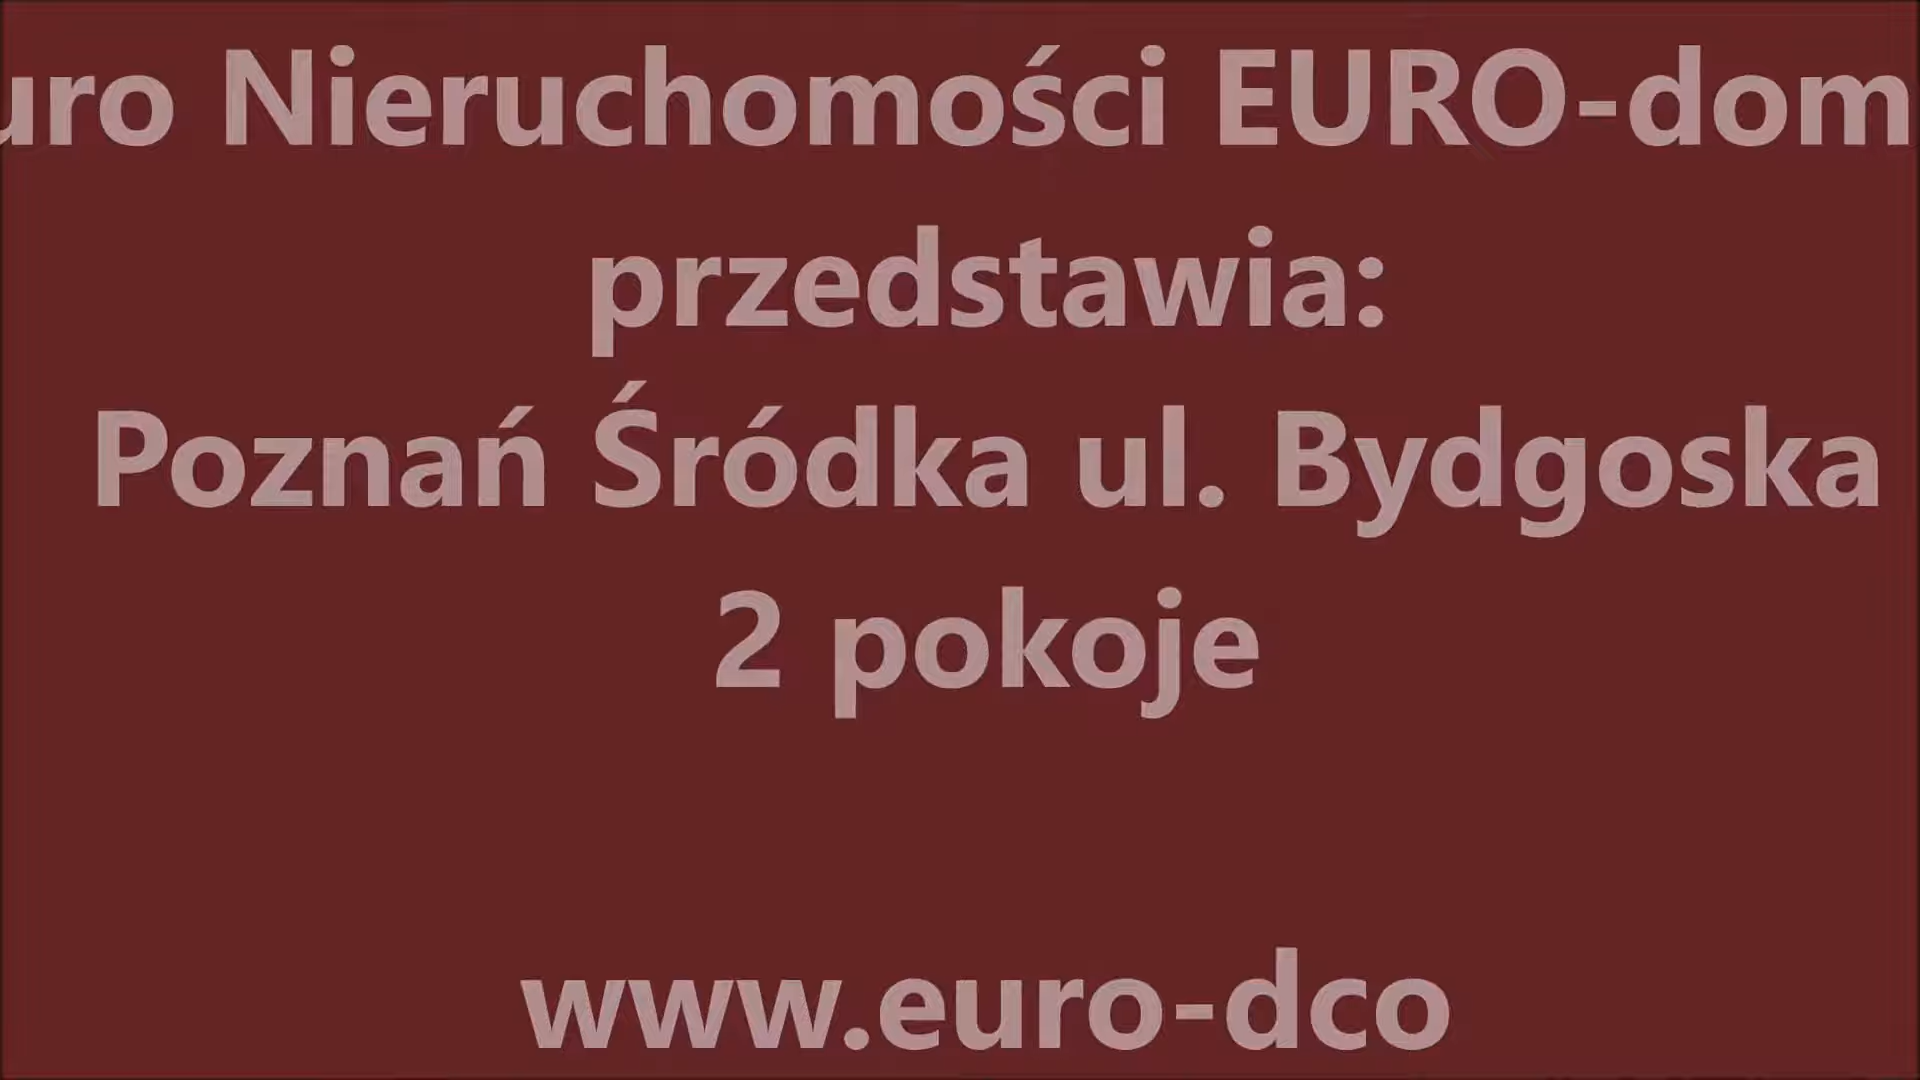 uro Nieruchomości EURO-dom
przedstawia:
Poznań Śródka ul. Bydgoska
2 pokoje
www.euro-dco